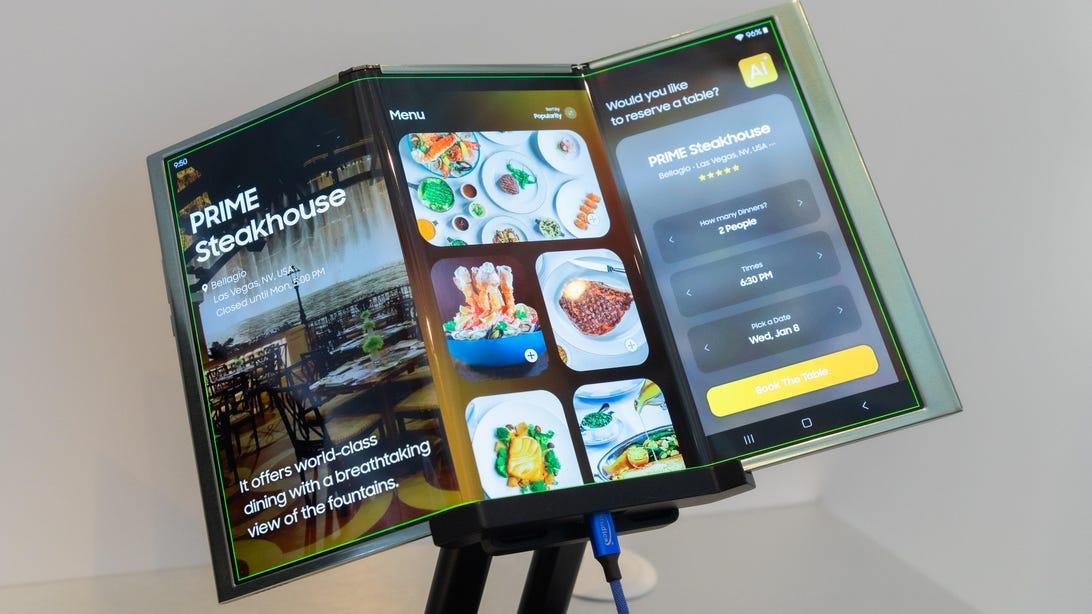 9:50
PRIME
Steakhouse
Bellagio
Las Vegas, NV, USA
Closed until Mon, 5:00 PM
It offers world-class
dining with a breathtaking
view of the fountains.
Menu
Sort by
Popularity
96%
AI
Would you like
to reserve a table?
PRIME Steakhouse
Bellagio - Las Vegas, NV, USA ...
How many Dinners?
2 People
Times
6:30 PM
Pick a Date
Wed, Jan 8
Book The Table